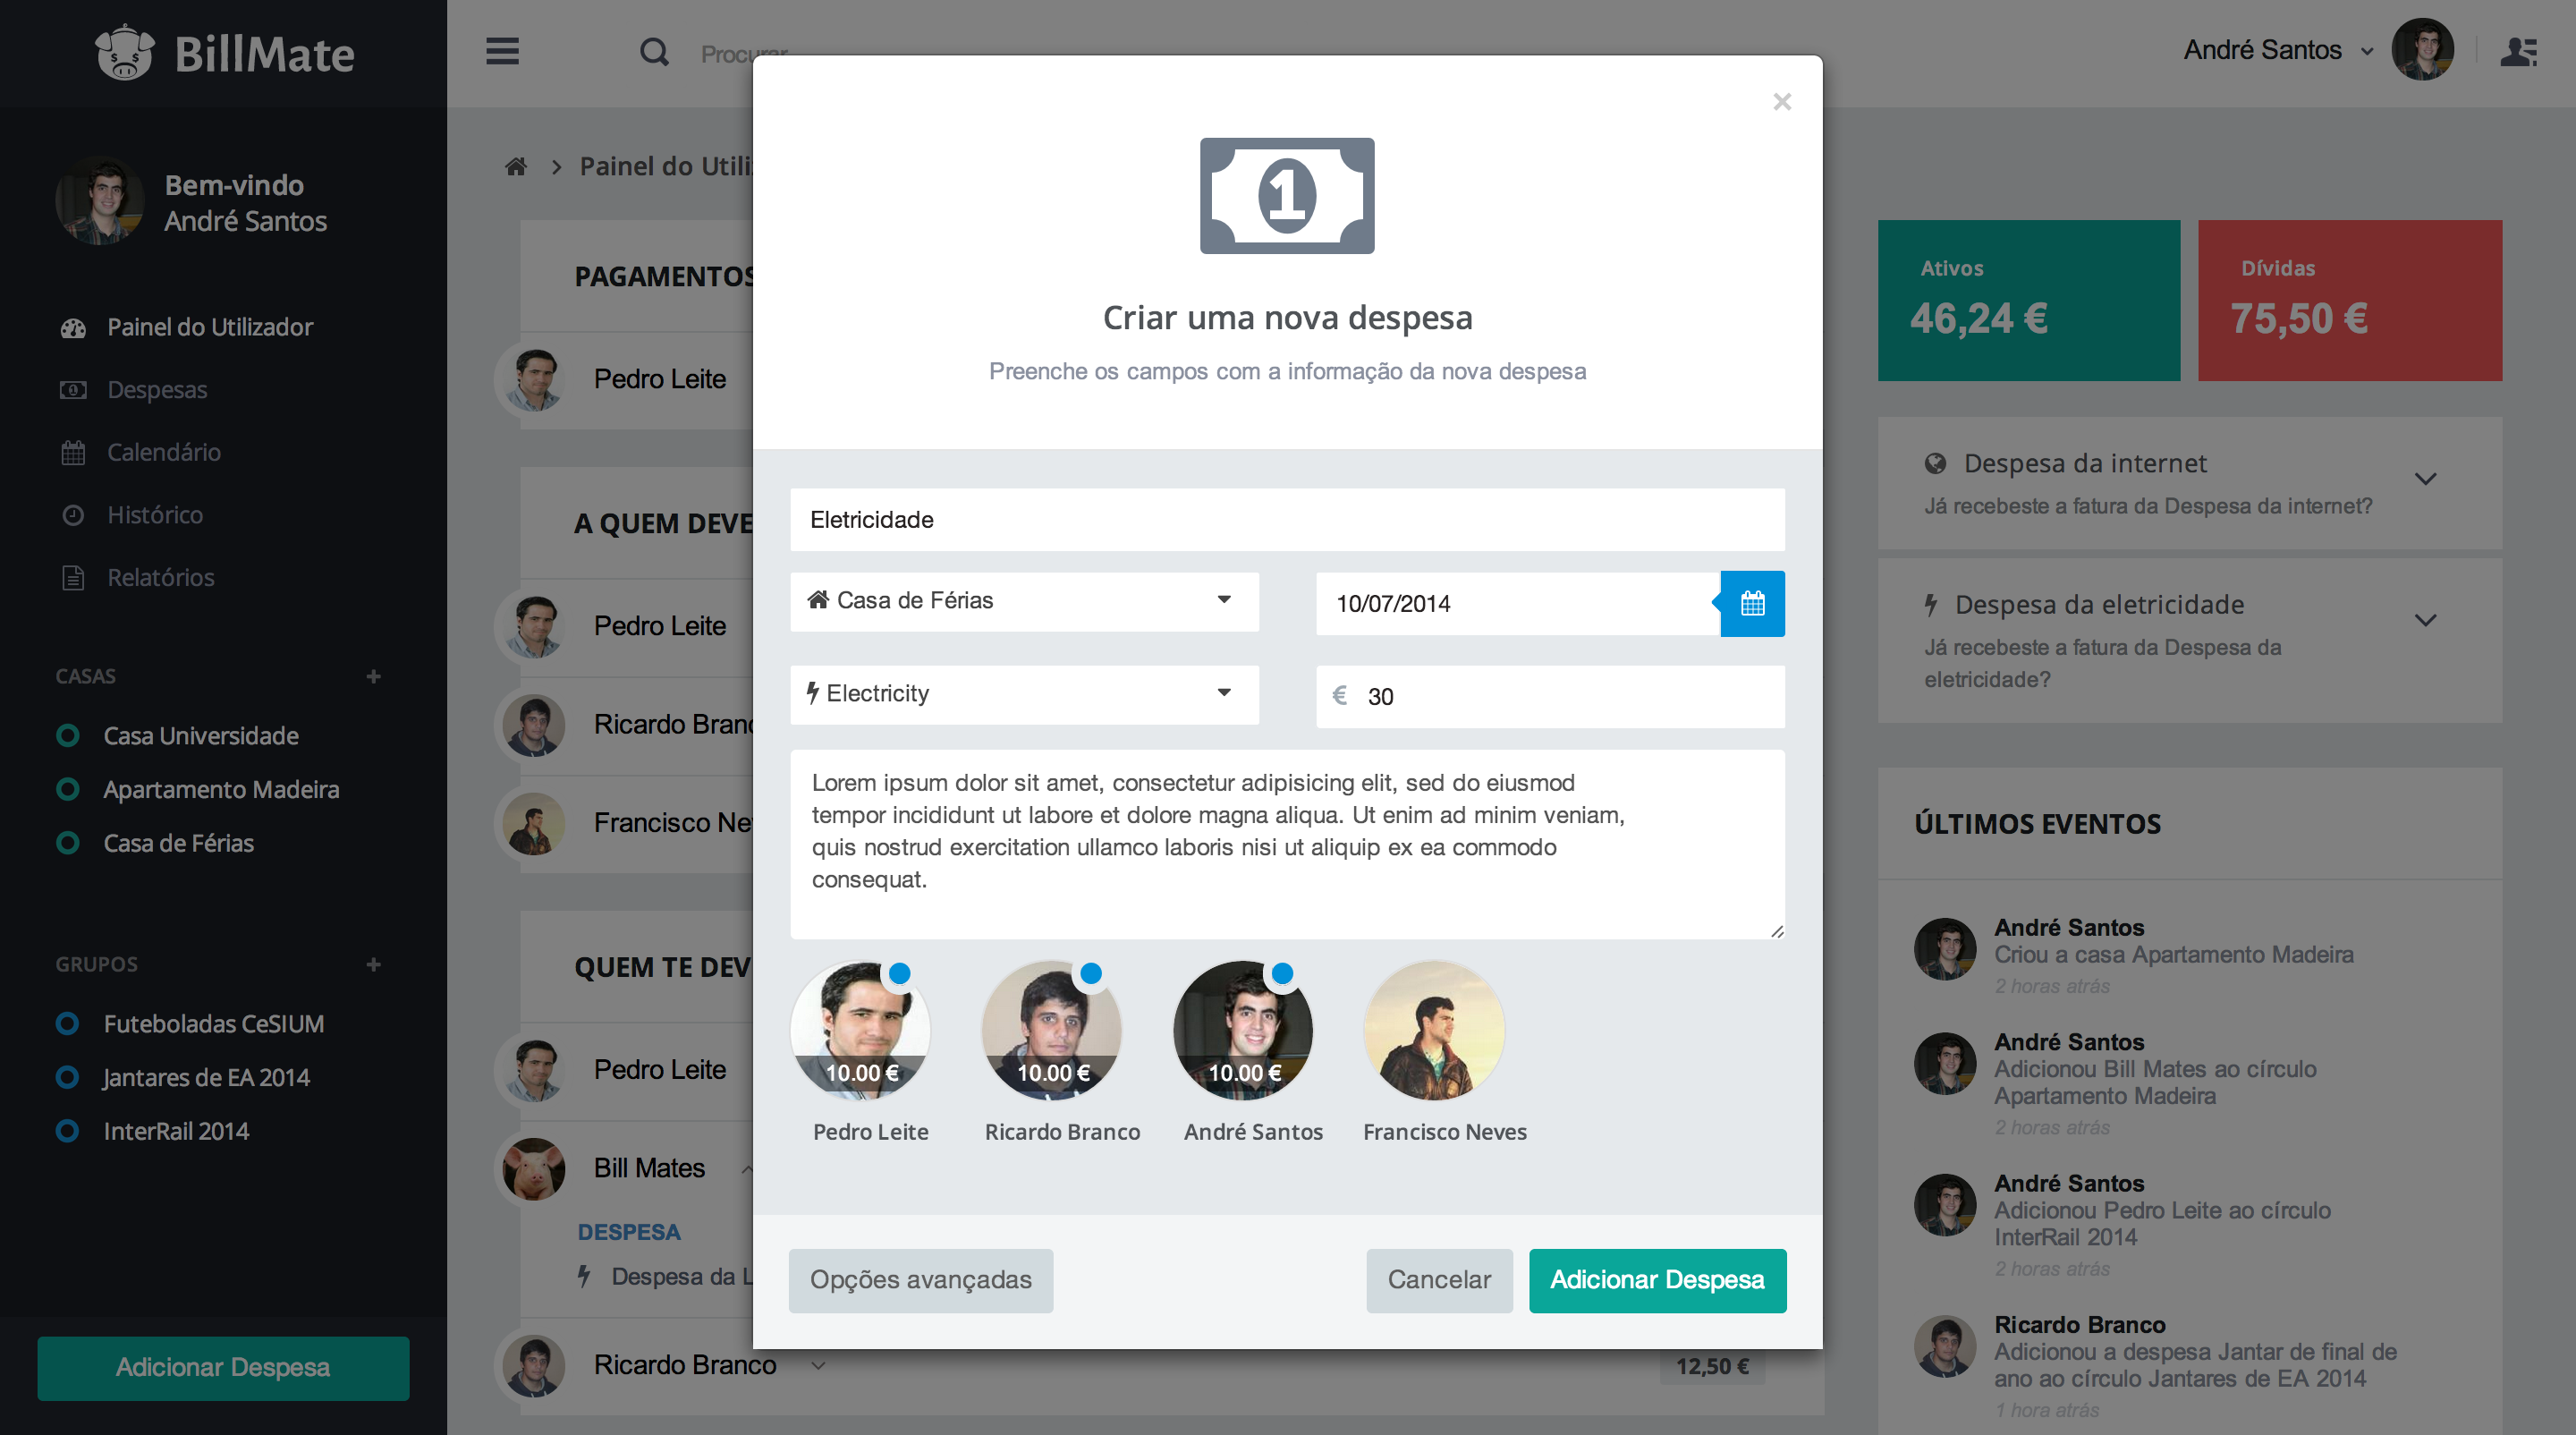 BillMate
Procurar
André Santos
Bem-vindo
André Santos
Painel do Utilizador
Despesas
Calendário
Histórico
Relatórios
CASAS
Casa Universidade
Apartamento Madeira
Casa de Férias
GRUPOS
Futeboladas CeSIUM
Jantares de EA 2014
InterRail 2014
Adicionar Despesa
Painel do Utili
PAGAMENTOS
Pedro Leite
A QUEM DEVE
Pedro Leite
Ricardo Branc
Francisco Ne
QUEM TE DEV
Pedro Leite
Bill Mates
DESPESA
Despesa da L
Ricardo Branco
12,50 €
×
1
Criar uma nova despesa
Preenche os campos com a informação da nova despesa
Eletricidade
Casa de Férias
10/07/2014
Electricity
€ 30
Lorem ipsum dolor sit amet, consectetur adipisicing elit, sed do eiusmod
tempor incididunt ut labore et dolore magna aliqua. Ut enim ad minim veniam,
quis nostrud exercitation ullamco laboris nisi ut aliquip ex ea commodo
consequat.
10.00 € 10.00 € 10.00 €
Pedro Leite Ricardo Branco André Santos Francisco Neves
Opções avançadas
Cancelar
Adicionar Despesa
Ativos
46,24 €
Dívidas
75,50 €
Despesa da internet
Já recebeste a fatura da Despesa da internet?
Despesa da eletricidade
Já recebeste a fatura da Despesa da
eletricidade?
ÚLTIMOS EVENTOS
André Santos
Criou a casa Apartamento Madeira
2 horas atrás
André Santos
Adicionou Bill Mates ao círculo
Apartamento Madeira
2 horas atrás
André Santos
Adicionou Pedro Leite ao círculo
InterRail 2014
2 horas atrás
Ricardo Branco
Adicionou a despesa Jantar de final de
ano ao círculo Jantares de EA 2014
1 hora atrás